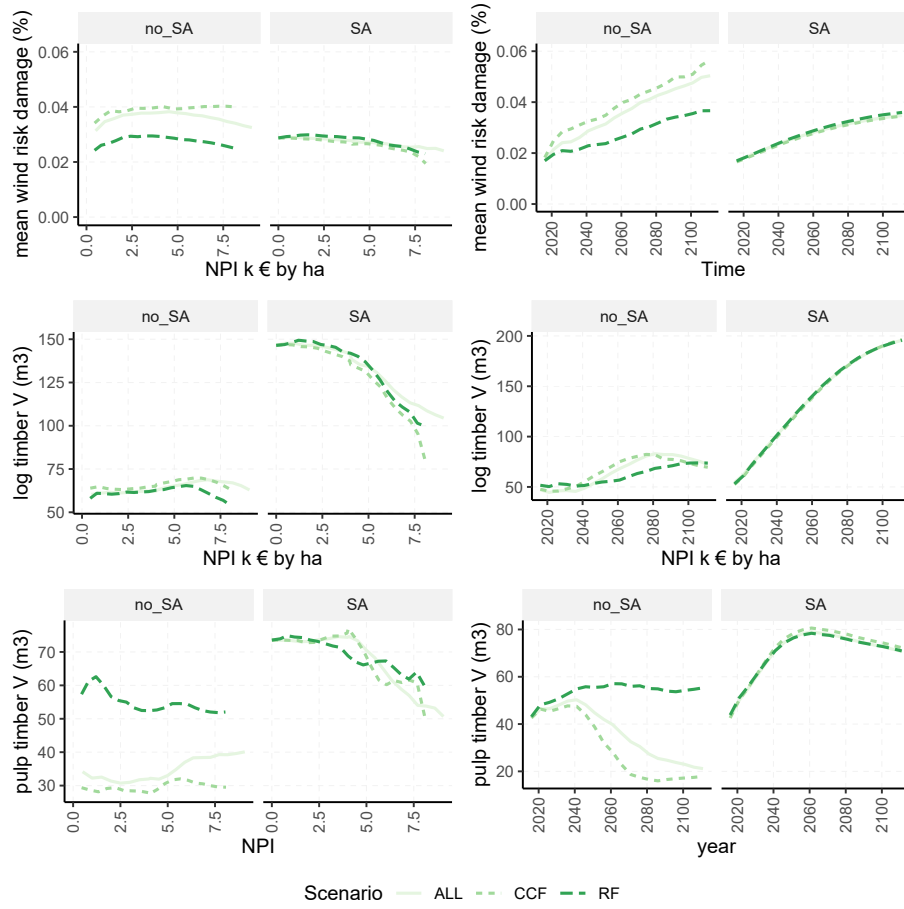 no_SA SA
mean wind risk damage (%)
0.06
0.04
0.02
0.00
0.0 2.5 5.0 7.5 0.0 2.5 5.0 7.5
NPI k € by ha
no_SA SA
mean wind risk damage (%)
0.06
0.04
0.02
0.00
2020 2040 2060 2080 2100 2020 2040 2060 2080 2100
Time
no_SA SA
log timber V (m3)
150
125
100
75
50
0.0 2.5 5.0 7.5 0.0 2.5 5.0 7.5
NPI k € by ha
no_SA SA
log timber V (m3)
200
150
100
50
2020 2040 2060 2080 2100 2020 2040 2060 2080 2100
NPI k € by ha
no_SA SA
pulp timber V (m3)
70
60
50
40
30
0.0 2.5 5.0 7.5 0.0 2.5 5.0 7.5
NPI
no_SA SA
pulp timber V (m3)
80
60
40
20
2020 2040 2060 2080 2100 2020 2040 2060 2080 2100
year
Scenario ALL CCF RF